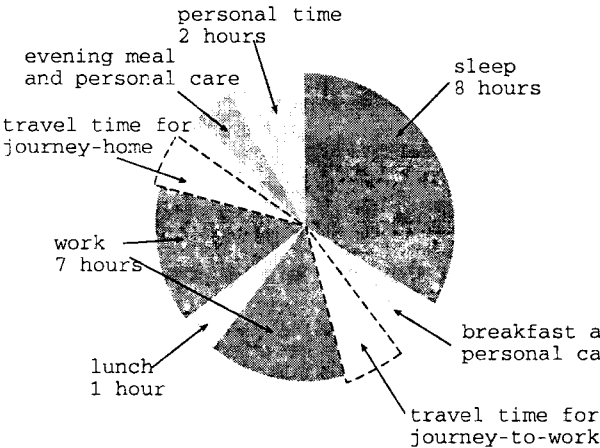 personal time
2 hours
evening meal
and personal care
sleep
8 hours
travel time for
journey-home
work
7 hours
lunch
1 hour
breakfast a
personal ca
travel time for
journey-to-work